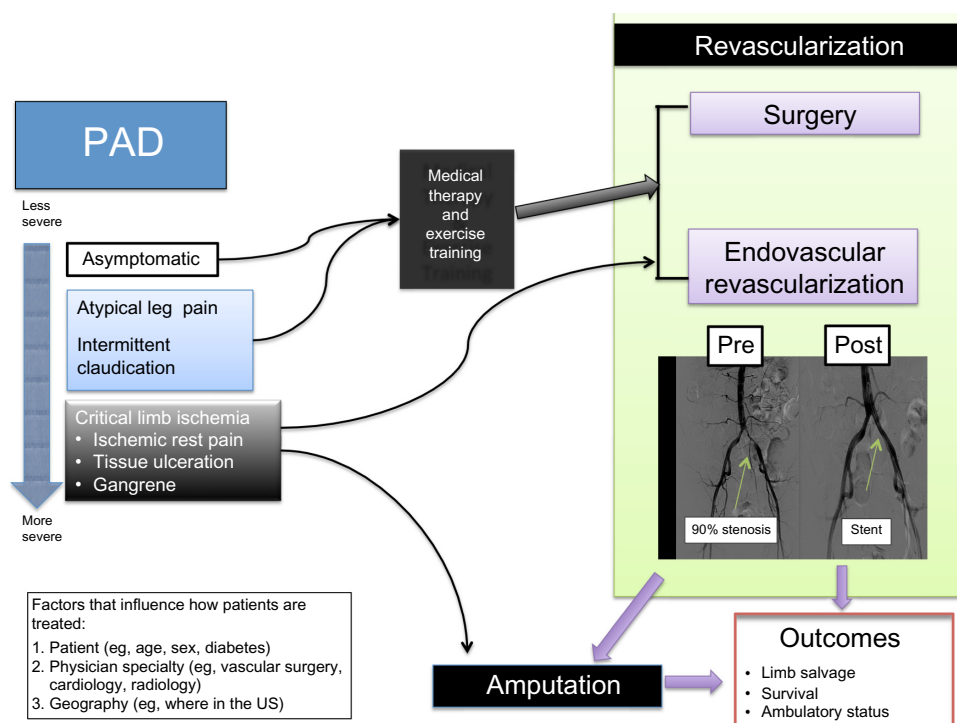 Revascularization
PAD
Surgery
Medical
therapy
and
exercise
training
Less
severe
Asymptomatic
Endovascular
revascularization
Atypical leg pain
Intermittent
claudication
Pre
Post
Critical limb ischemia
• Ischemic rest pain
• Tissue ulceration
• Gangrene
More
severe
90% stenosis
Stent
Factors that influence how patients are
treated:
1. Patient (eg, age, sex, diabetes)
2. Physician specialty (eg, vascular surgery,
cardiology, radiology)
3. Geography (eg, where in the US)
Amputation
Outcomes
• Limb salvage
• Survival
• Ambulatory status